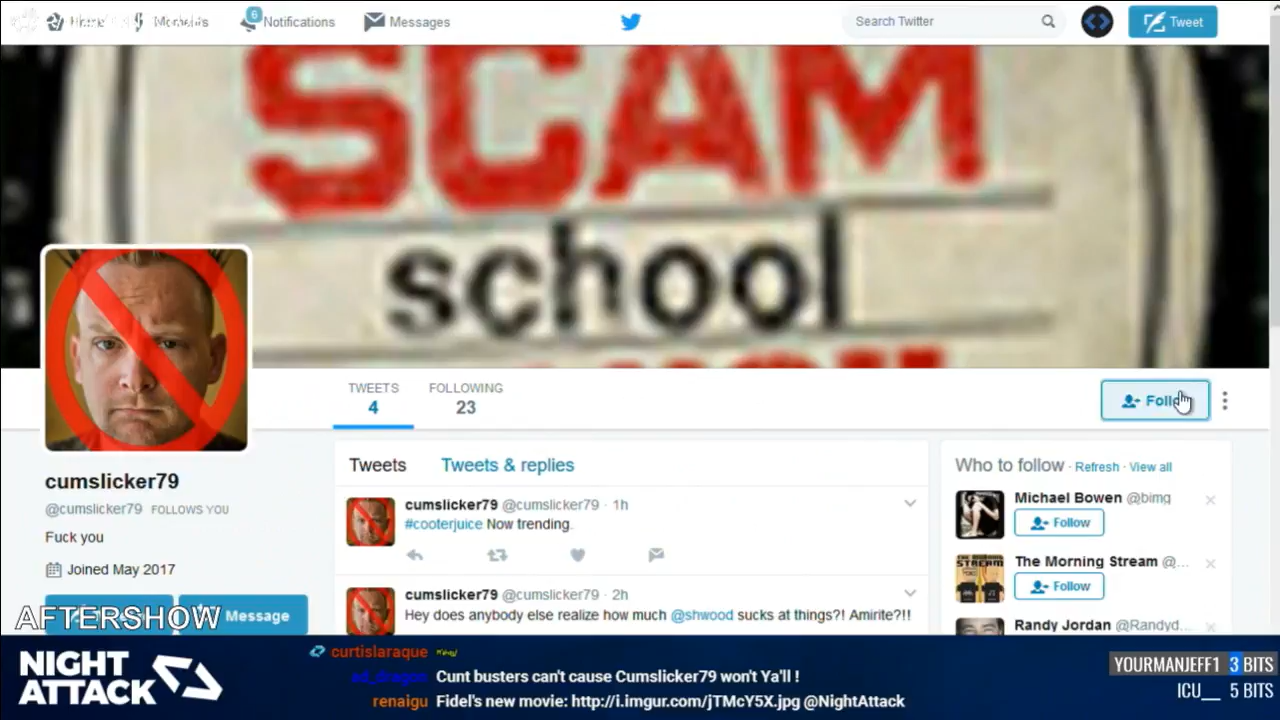 Notifications
6
Messages
Search Twitter
Tweet
SCAM
school
TWEETS
4
FOLLOWING
23
cumslicker79
@cumslicker79 FOLLOWS YOU
Fuck you
Joined May 2017
Message
Tweets
Tweets & replies
cumslicker79 @cumslicker79 · 1h
#cooterjuice Now trending.
cumslicker79 @cumslicker79 · 2h
Hey does anybody else realize how much @shwood sucks at things?! Amirite?!!
Who to follow · Refresh · View all
Michael Bowen @bimg
Follow
The Morning Stream @...
Follow
Randy Jordan @Randyd...
AFTERSHOW
NIGHT
ATTACK
curtislaraque
Cunt busters can't cause Cumslicker79 won't Ya'll !
renaigu Fidel's new movie: http://i.imgur.com/jTMcY5X.jpg @NightAttack
YOURMANJEFF1 3 BITS
ICU__ 5 BITS